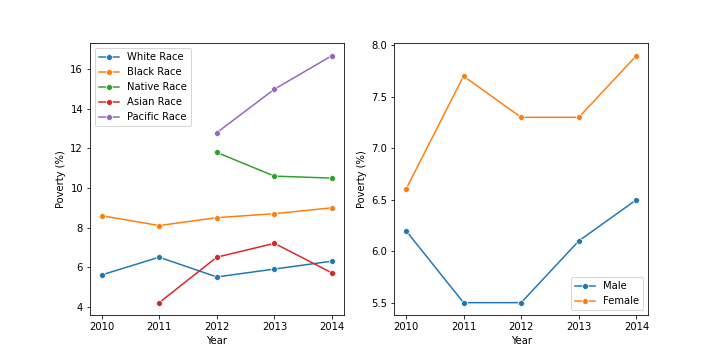 White Race
Black Race
Native Race
Asian Race
Pacific Race
16
14
12
10
8
6
4
Poverty (%)
2010 2011 2012 2013 2014
Year
8.0
7.5
7.0
6.5
6.0
5.5
Poverty (%)
Male
Female
2010 2011 2012 2013 2014
Year